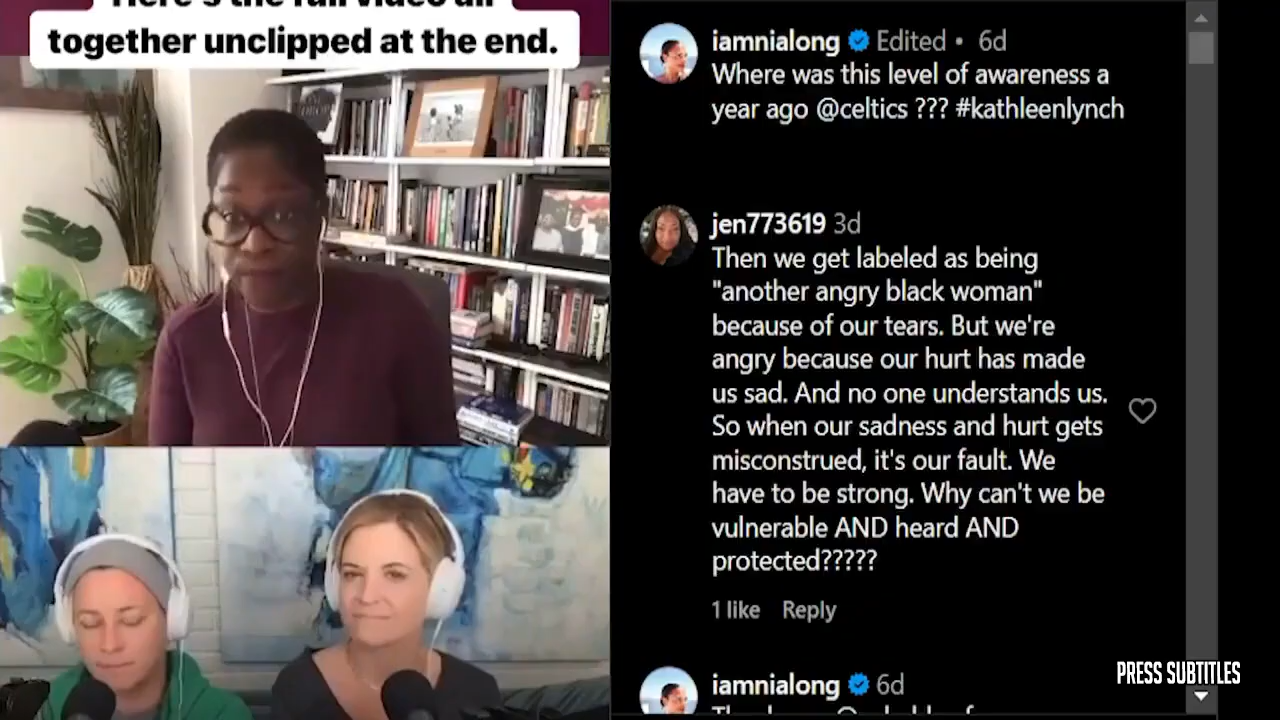 Here's the full video all
together unclipped at the end.
iamnialong Edited • 6d
Where was this level of awareness a
year ago @celtics ??? #kathleenlynch
jen773619 3d
Then we get labeled as being
"another angry black woman"
because of our tears. But we're
angry because our hurt has made
us sad. And no one understands us.
So when our sadness and hurt gets
misconstrued, it's our fault. We
have to be strong. Why can't we be
vulnerable AND heard AND
protected?????
1 like Reply
iamnialong 6d
PRESS SUBTITLES